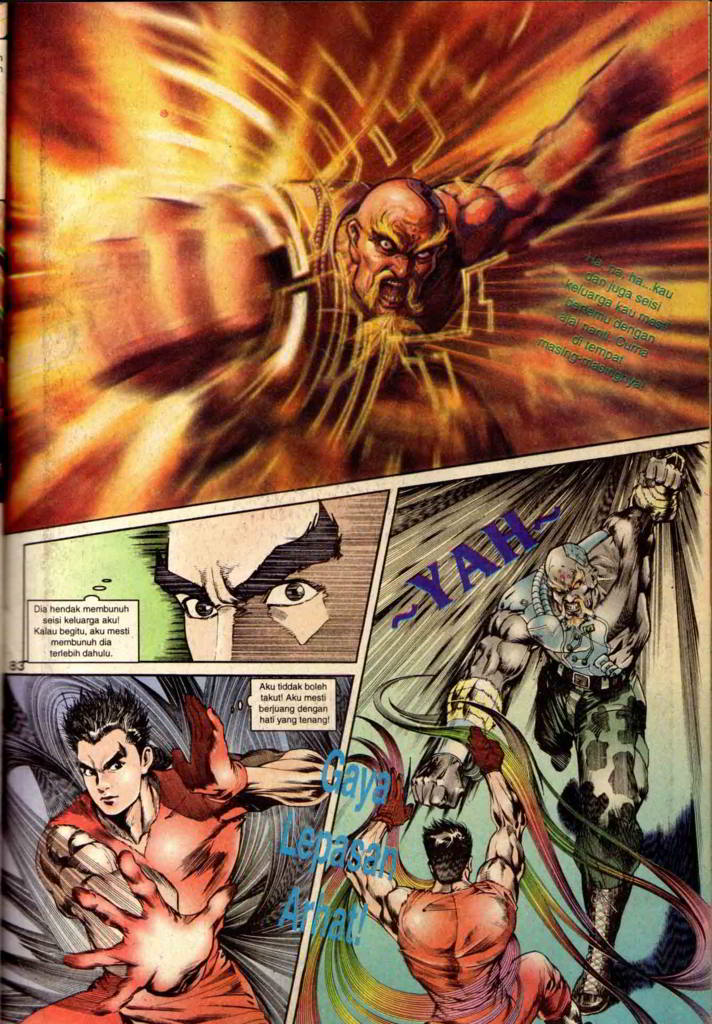 Ha, ha, ha...kau
dan juga seisi
keluarga kau mesti
bertemu dengan
ajal nanti. Cuma
di tempat
masing-masingnya!
Dia hendak membunuh
seisi keluarga aku!
Kalau begitu, aku mesti
membunuh dia
terlebih dahulu.
~YAH~
83
Aku tiddak boleh
takut! Aku mesti
berjuang dengan
hati yang tenang!
Gaya
Lepasan
Arhat!